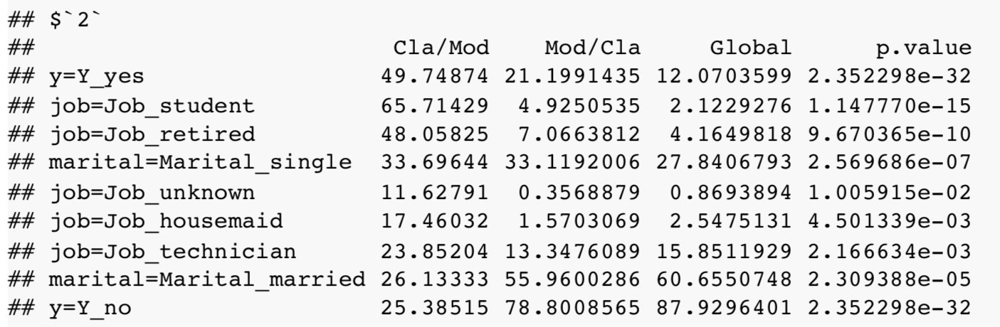 ## $`2`
##                         Cla/Mod    Mod/Cla     Global      p.value
## y=Y_yes                49.74874 21.1991435 12.0703599 2.352298e-32
## job=Job_student        65.71429  4.9250535  2.1229276 1.147770e-15
## job=Job_retired        48.05825  7.0663812  4.1649818 9.670365e-10
## marital=Marital_single 33.69644 33.1192006 27.8406793 2.569686e-07
## job=Job_unknown        11.62791  0.3568879  0.8693894 1.005915e-02
## job=Job_housemaid      17.46032  1.5703069  2.5475131 4.501339e-03
## job=Job_technician     23.85204 13.3476089 15.8511929 2.166634e-03
## marital=Marital_married 26.13333 55.9600286 60.6550748 2.309388e-05
## y=Y_no                 25.38515 78.8008565 87.9296401 2.352298e-32